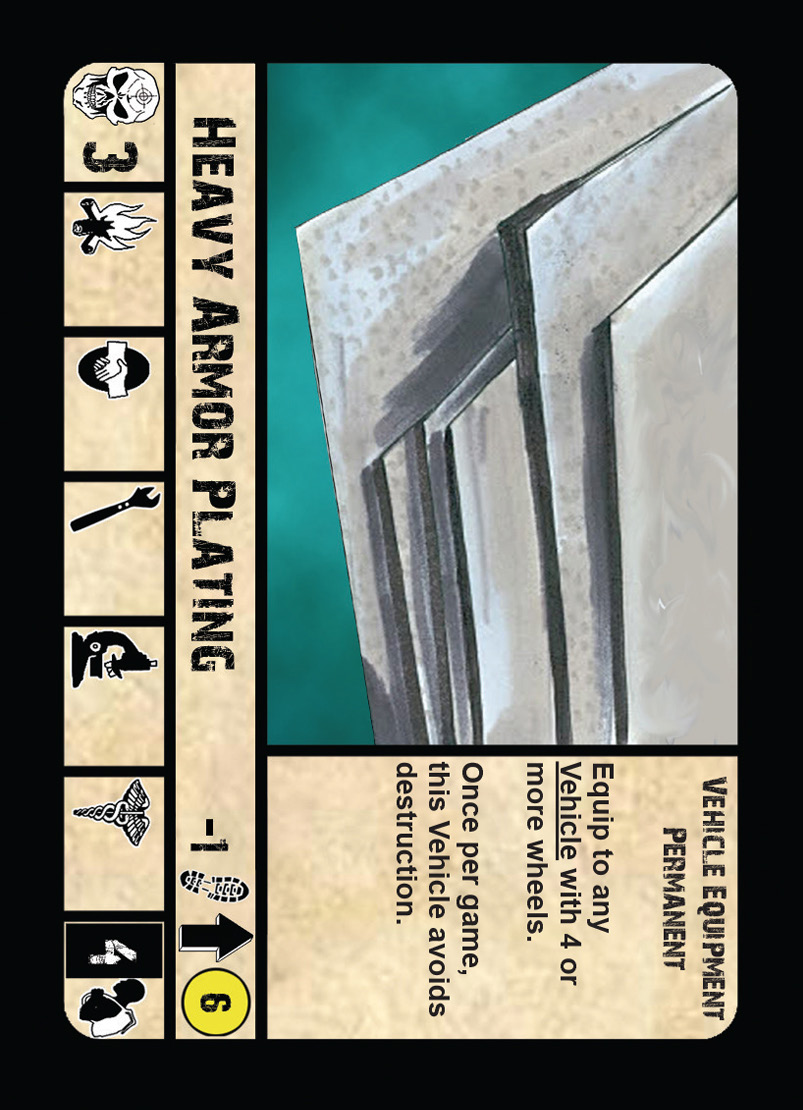 VEHICLE EQUIPMENT
PERMANENT
Equip to any
Vehicle with 4 or
more wheels.
Once per game,
this Vehicle avoids
destruction.
HEAVY ARMOR PLATING
-1
6
3